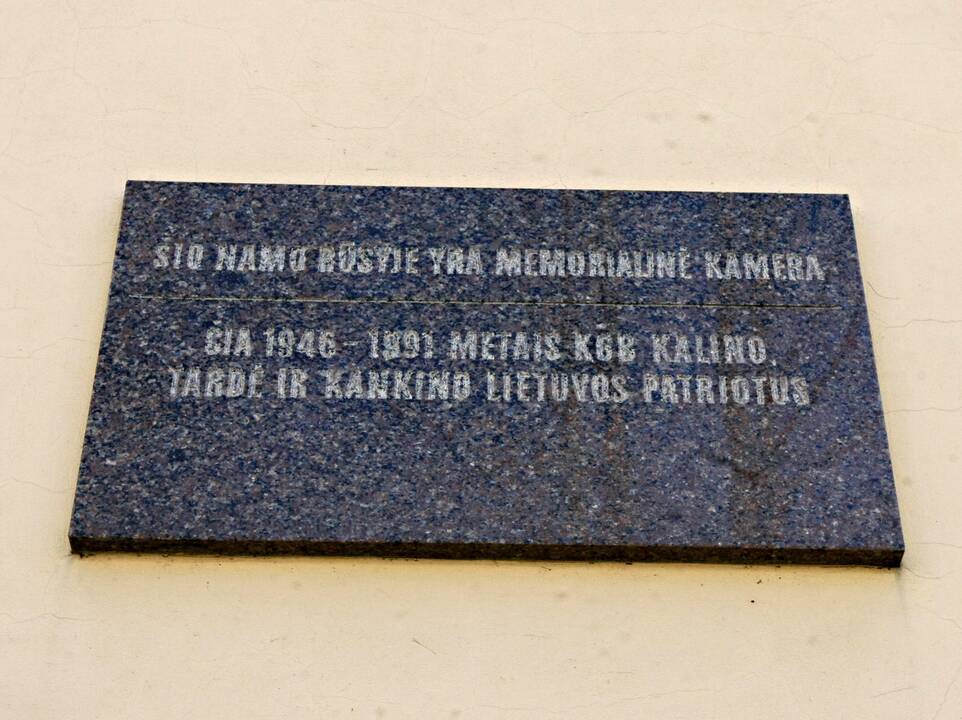 ŠIO NAMO RŪSYJE YRA MEMORIALINĖ KAMERA
ČIA 1946 - 1991 METAIS KGB KALINO,
TARDĖ IR KANKINO LIETUVOS PATRIOTUS